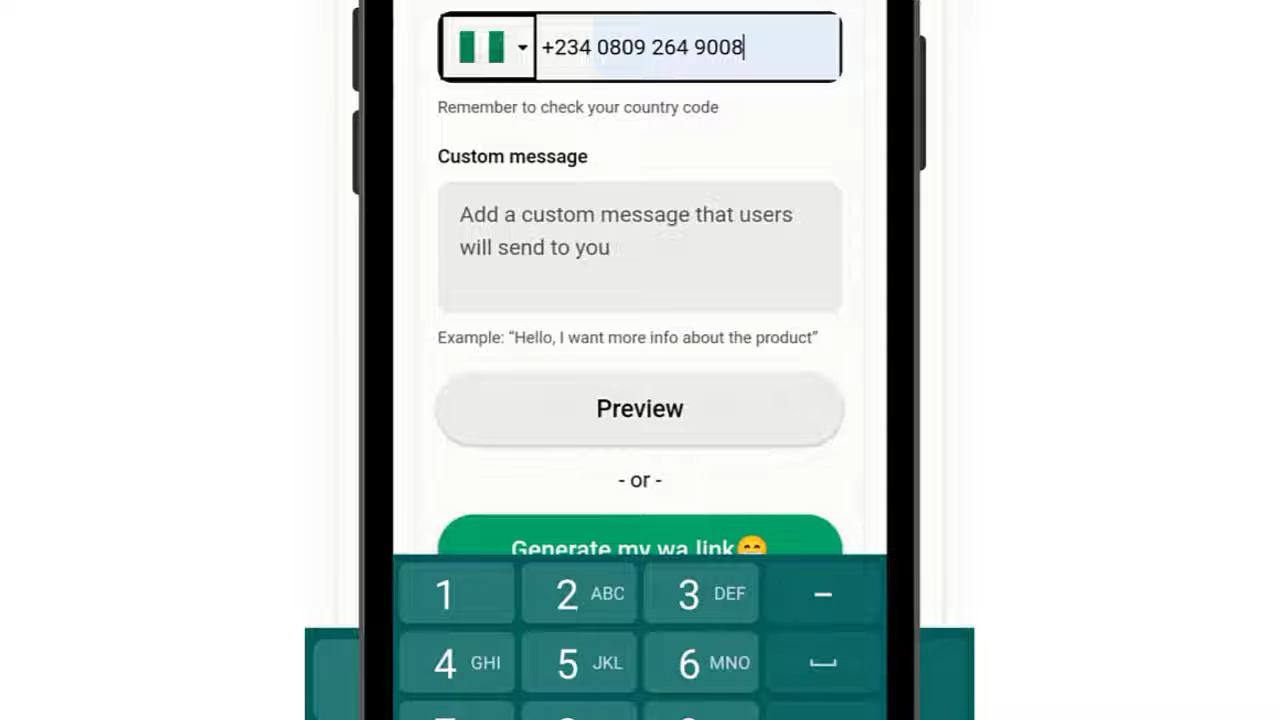 +234 0809 264 9008
Remember to check your country code
Custom message
Add a custom message that users
will send to you
Example: “Hello, I want more info about the product”
Preview
- or -
Generate my wa link😁
1 2 ABC 3 DEF –
4 GHI 5 JKL 6 MNO